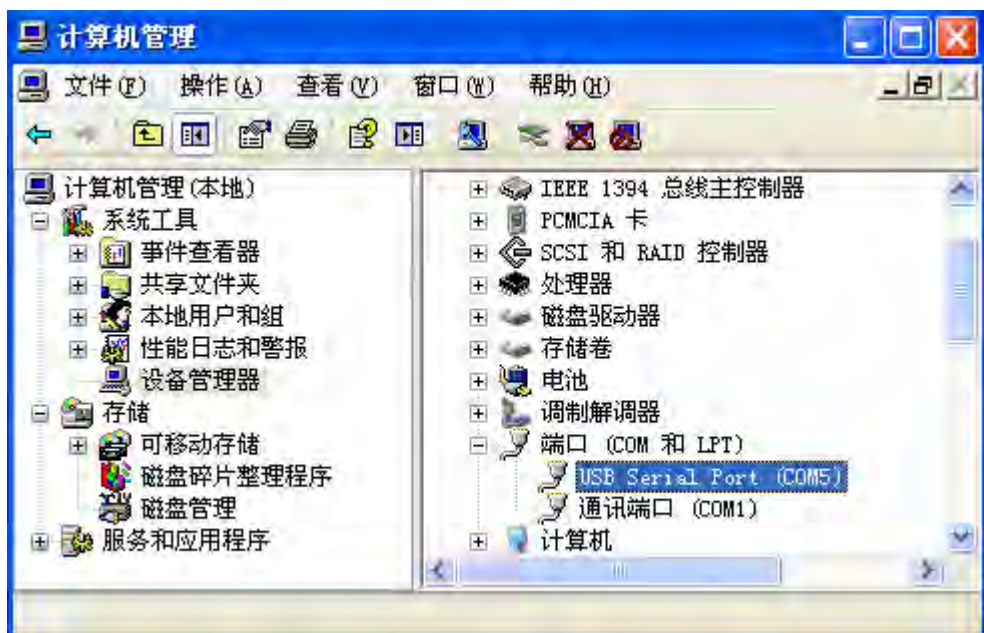 计算机管理
文件(F) 操作(A) 查看(V) 窗口(W) 帮助(H)
计算机管理(本地)
系统工具
事件查看器
共享文件夹
本地用户和组
性能日志和警报
设备管理器
存储
可移动存储
磁盘碎片整理程序
磁盘管理
服务和应用程序
IEEE 1394 总线主控制器
PCMCIA 卡
SCSI 和 RAID 控制器
处理器
磁盘驱动器
存储卷
电池
调制解调器
端口 (COM 和 LPT)
USB Serial Port (COM5)
通讯端口 (COM1)
计算机